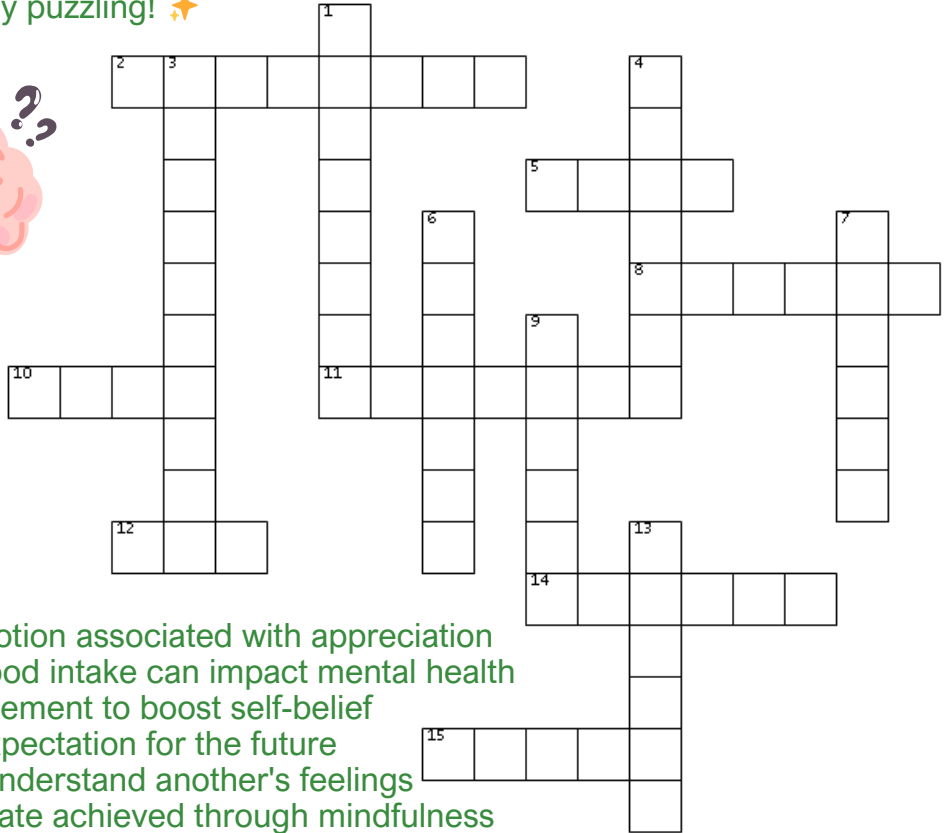 y puzzling! ✨
1
2 3 4
??
5
6 7
8
9
10 11
12 13
14
otion associated with appreciation
ood intake can impact mental health
ement to boost self-belief
pectation for the future
15
nderstand another's feelings
ate achieved through mindfulness